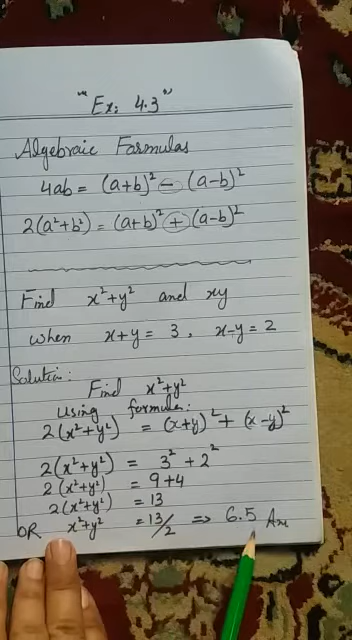 "Ex: 4.3"
Algebraic Formulas
4ab = (a+b)² − (a-b)²
2(a²+b²) = (a+b)² + (a-b)²
Find x²+y² and xy
when x+y = 3, x-y = 2
Solution:
Find x²+y²
using formula:
2(x²+y²) = (x+y)² + (x-y)²
2(x²+y²) = 3² + 2²
2(x²+y²) = 9+4
2(x²+y²) = 13
OR x²+y² = 13/2 ⇒ 6.5 Ans